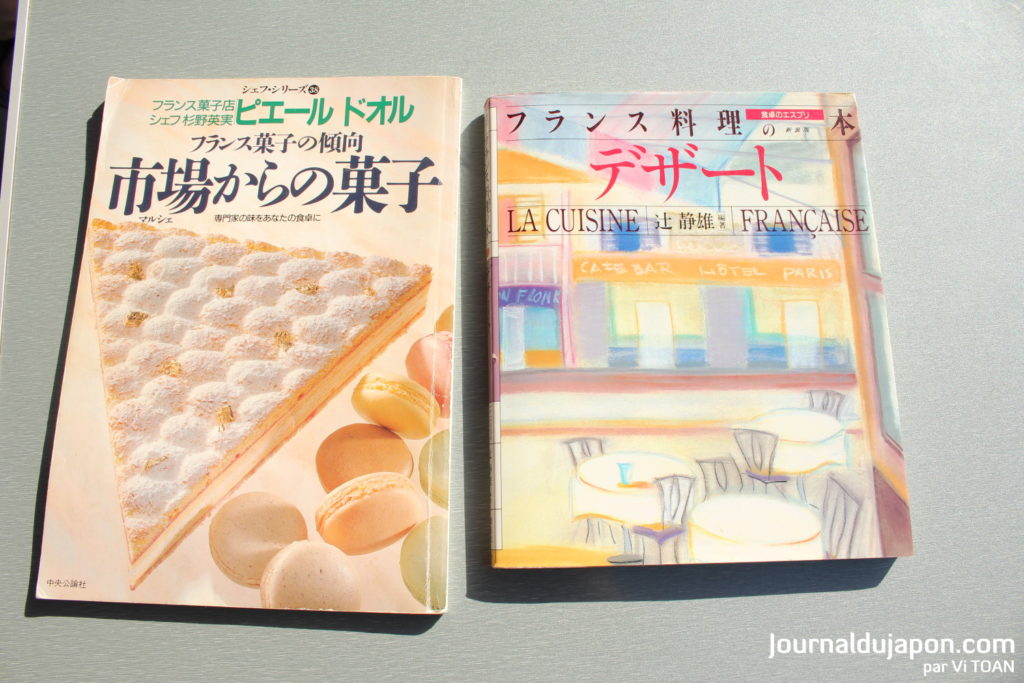 シェフ・シリーズ38
フランス菓子店
シェフ 杉野英実
ピエール ドオル
フランス菓子の傾向
市場からの菓子
マルシェ
専門家の味をあなたの食卓に
中央公論社
フランス料理の本
食卓のエスプリ
新装版
デザート
LA CUISINE
辻 静雄 編著
FRANÇAISE
CAFE BAR HÔTEL PARIS
Journaldujapon.com
par Vi TOAN